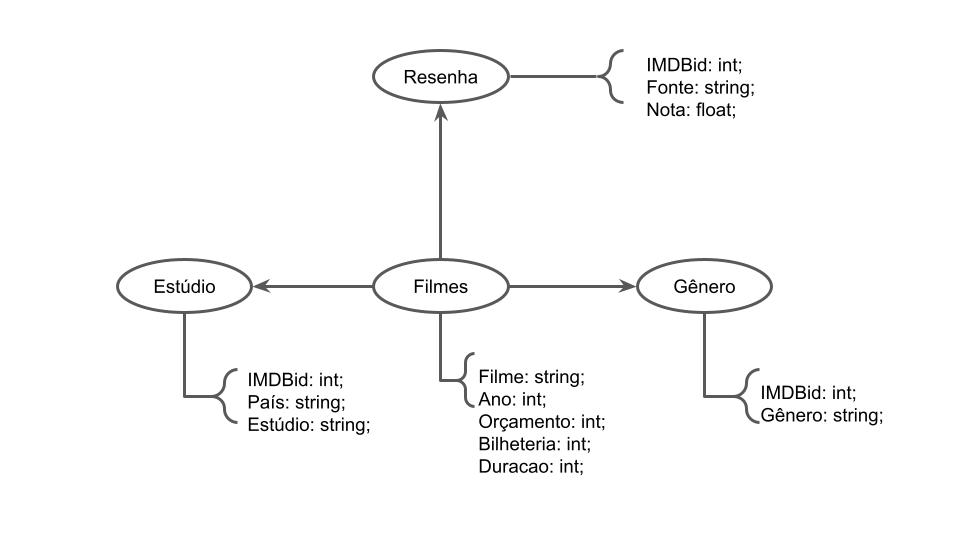 Resenha
IMDBid: int;
Fonte: string;
Nota: float;
Estúdio
Filmes
Gênero
IMDBid: int;
País: string;
Estúdio: string;
Filme: string;
Ano: int;
Orçamento: int;
Bilheteria: int;
Duracao: int;
IMDBid: int;
Gênero: string;